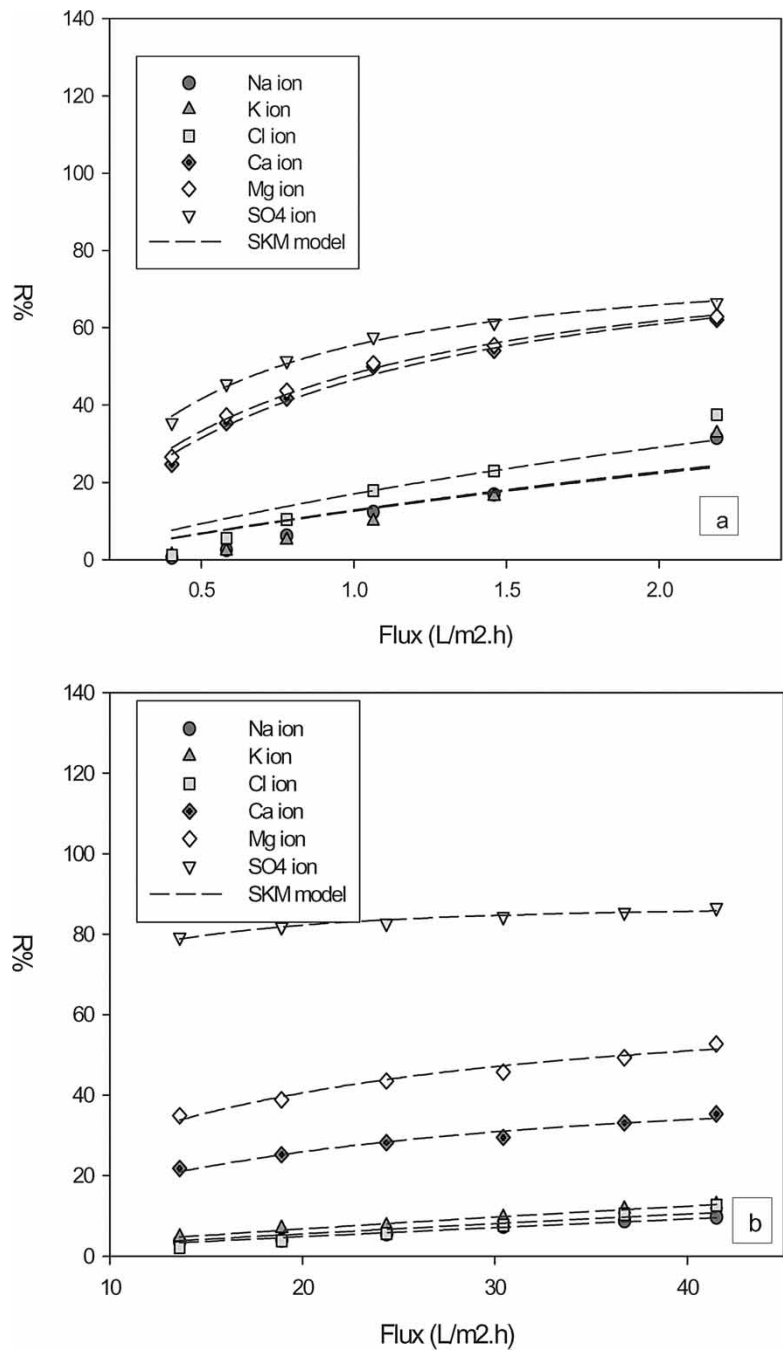 140
120
100
80
60
40
20
0
R%
Na ion
K ion
Cl ion
Ca ion
Mg ion
SO4 ion
SKM model
a
0.5 1.0 1.5 2.0
Flux (L/m2.h)
140
120
100
80
60
40
20
0
R%
Na ion
K ion
Cl ion
Ca ion
Mg ion
SO4 ion
SKM model
b
10 20 30 40
Flux (L/m2.h)